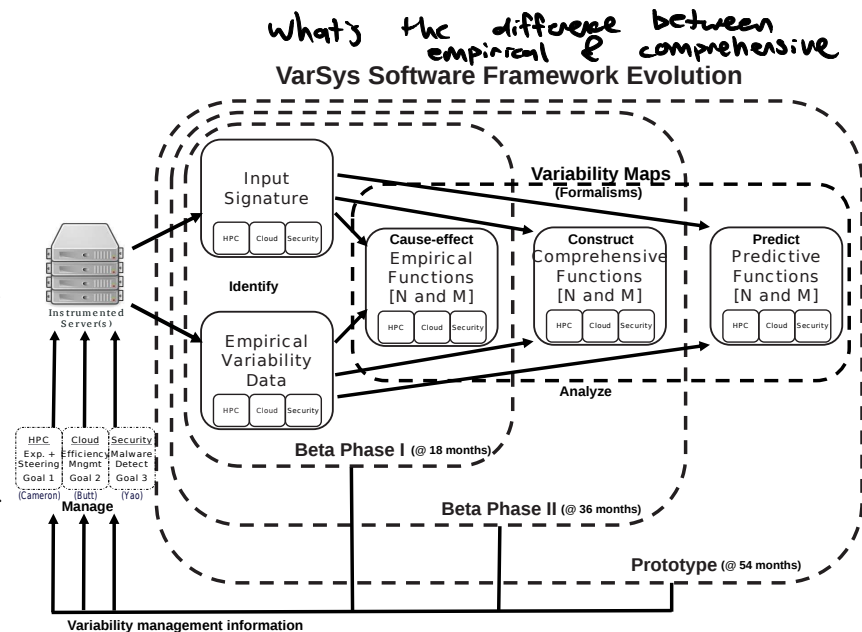 what's the difference between
empirical & comprehensive
VarSys Software Framework Evolution
Input
Signature
HPC Cloud Security
Variability Maps
(Formalisms)
Cause-effect
Empirical
Functions
[N and M]
HPC Cloud Security
Construct
Comprehensive
Functions
[N and M]
HPC Cloud Security
Predict
Predictive
Functions
[N and M]
HPC Cloud Security
Instrumented
Server(s)
Identify
Empirical
Variability
Data
HPC Cloud Security
Analyze
HPC
Exp. +
Steering
Goal 1
(Cameron)
Cloud
Efficiency
Mngmt
Goal 2
(Butt)
Security
Malware
Detect
Goal 3
(Yao)
Manage
Beta Phase I (@ 18 months)
Beta Phase II (@ 36 months)
Prototype (@ 54 months)
Variability management information